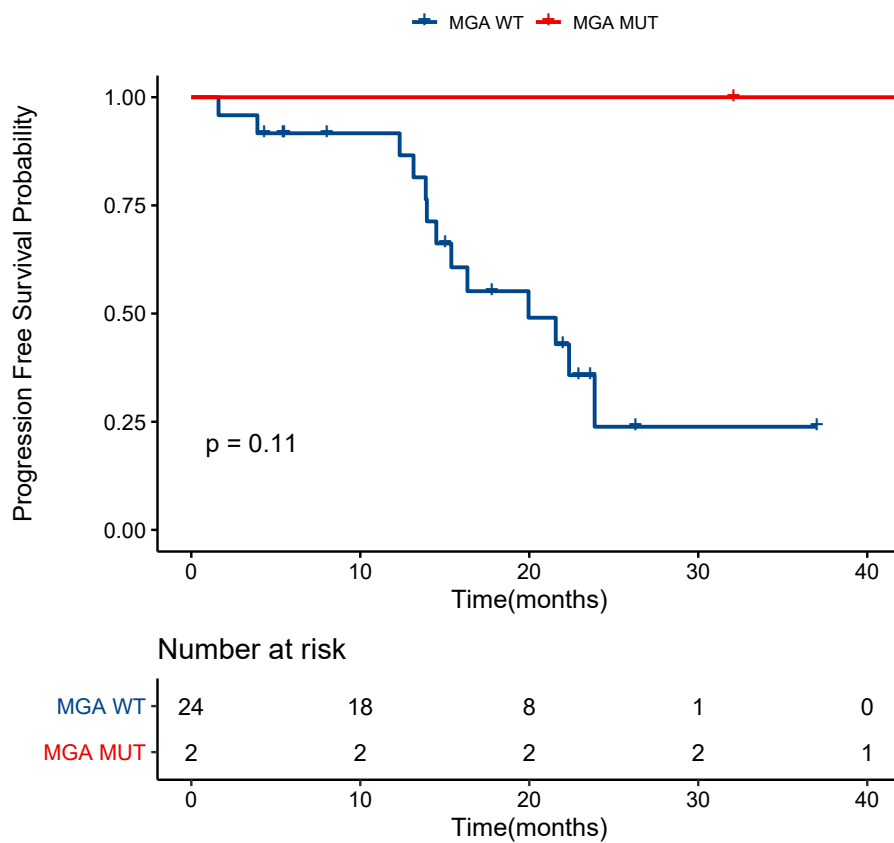 MGA WT MGA MUT
Progression Free Survival Probability
1.00
0.75
0.50
0.25
0.00
p = 0.11
0 10 20 30 40
Time(months)
Number at risk
MGA WT 24 18 8 1 0
MGA MUT 2 2 2 2 1
0 10 20 30 40
Time(months)